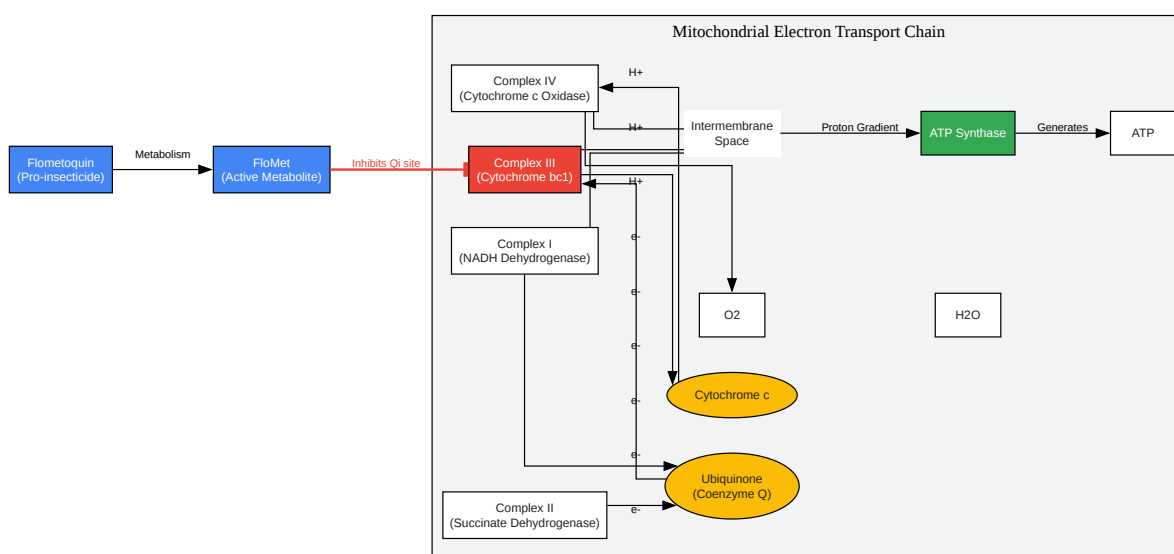 Mitochondrial Electron Transport Chain
Complex IV
(Cytochrome c Oxidase)
H+
Intermembrane
Space
H+
Proton Gradient
ATP Synthase
Generates
ATP
Flometoquin
(Pro-insecticide)
Metabolism
FloMet
(Active Metabolite)
Inhibits Qi site
Complex III
(Cytochrome bc1)
H+
Complex I
(NADH Dehydrogenase)
e-
e-
O2
H2O
e-
Cytochrome c
e-
e-
Ubiquinone
(Coenzyme Q)
Complex II
(Succinate Dehydrogenase)
e-